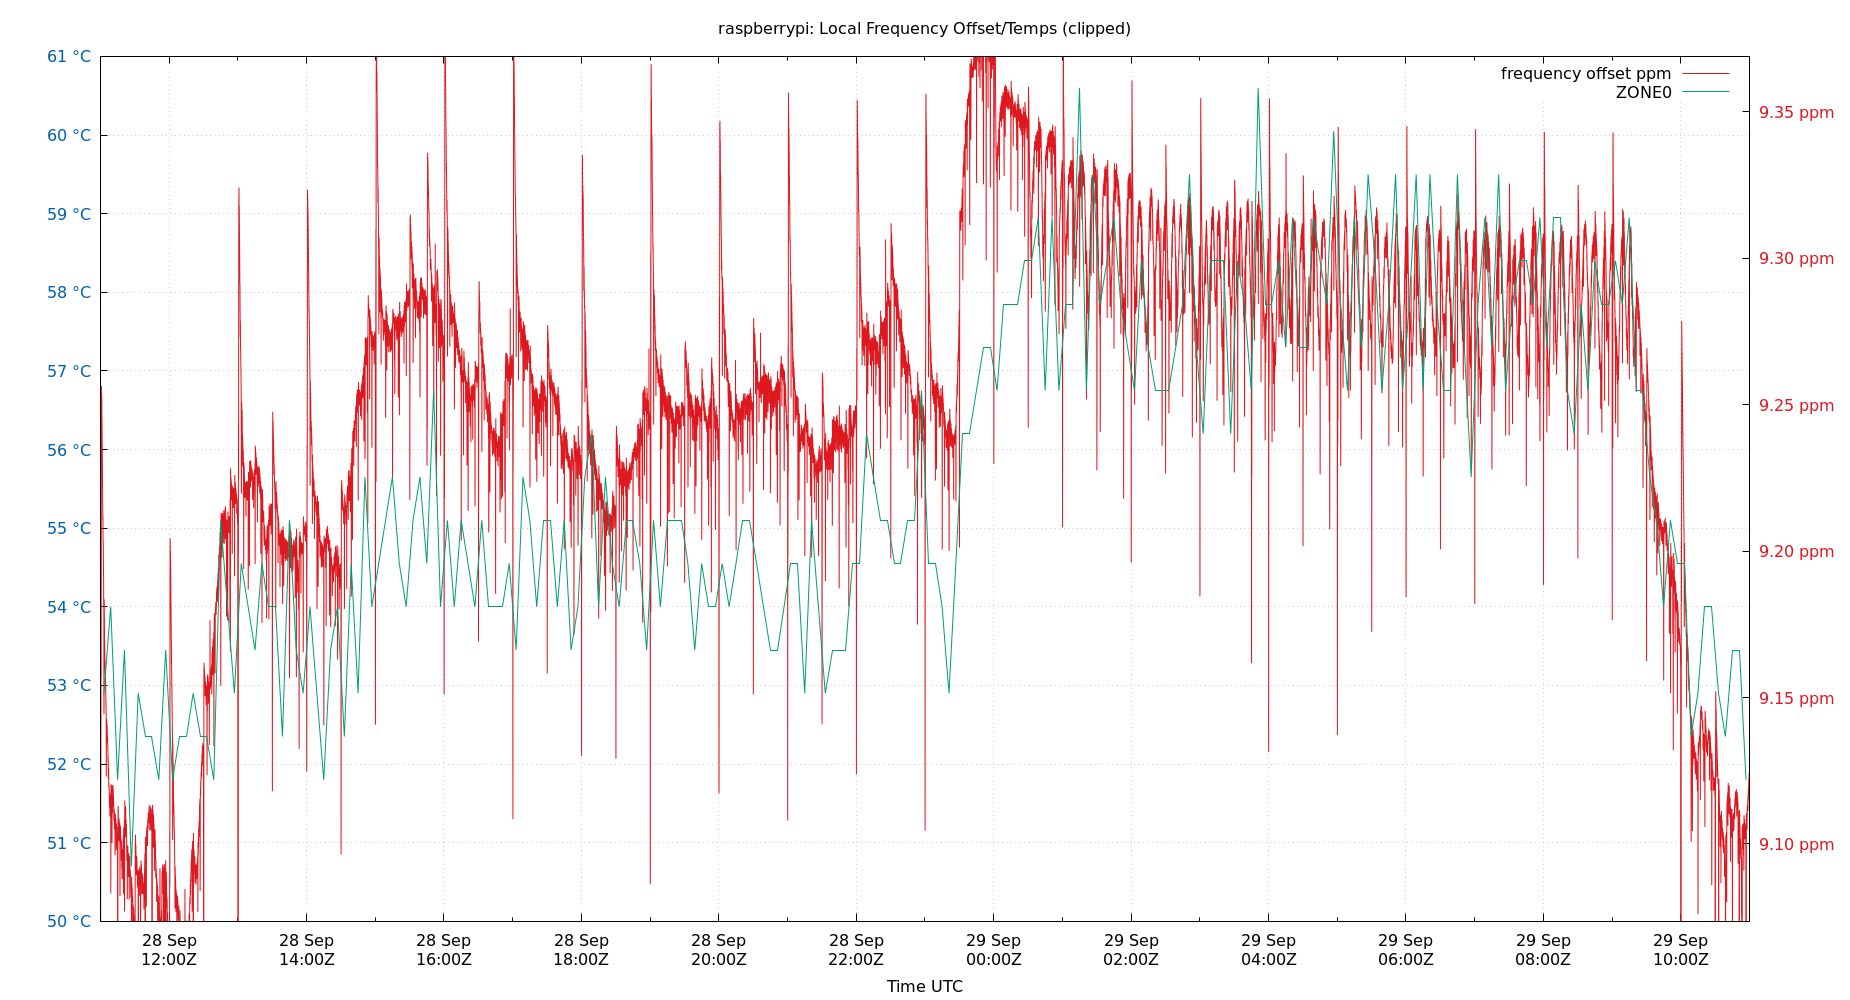 raspberrypi: Local Frequency Offset/Temps (clipped)
61 °C
60 °C
59 °C
58 °C
57 °C
56 °C
55 °C
54 °C
53 °C
52 °C
51 °C
50 °C
frequency offset ppm
ZONE0
9.35 ppm
9.30 ppm
9.25 ppm
9.20 ppm
9.15 ppm
9.10 ppm
28 Sep
12:00Z
28 Sep
14:00Z
28 Sep
16:00Z
28 Sep
18:00Z
28 Sep
20:00Z
28 Sep
22:00Z
29 Sep
00:00Z
29 Sep
02:00Z
29 Sep
04:00Z
29 Sep
06:00Z
29 Sep
08:00Z
29 Sep
10:00Z
Time UTC